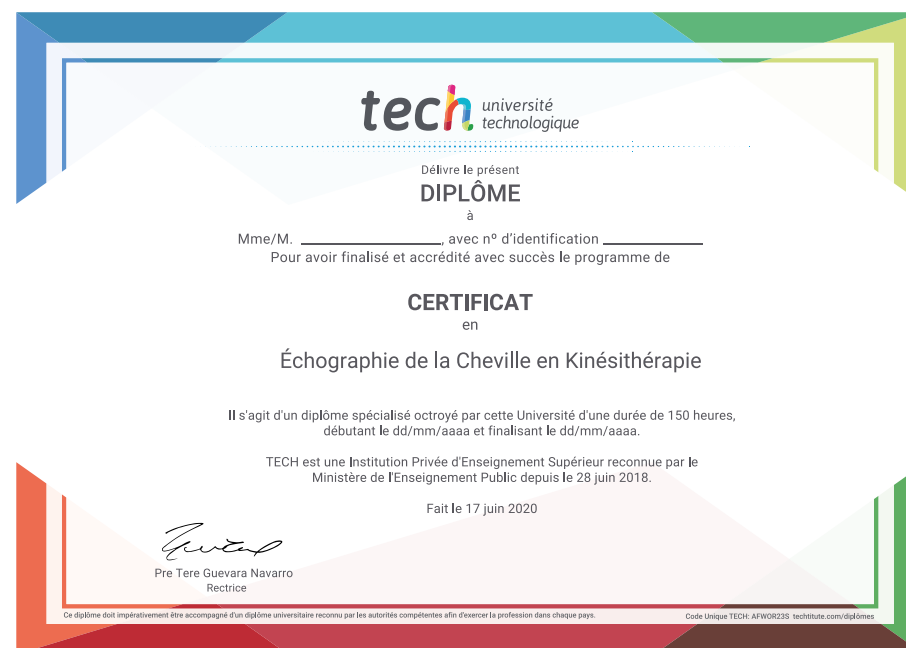 tech université
technologique
Délivre le présent
DIPLÔME
à
Mme/M. ____________________, avec nº d'identification ______________
Pour avoir finalisé et accrédité avec succès le programme de
CERTIFICAT
en
Échographie de la Cheville en Kinésithérapie
Il s'agit d'un diplôme spécialisé octroyé par cette Université d'une durée de 150 heures,
débutant le dd/mm/aaaa et finalisant le dd/mm/aaaa.
TECH est une Institution Privée d'Enseignement Supérieur reconnue par le
Ministère de l'Enseignement Public depuis le 28 juin 2018.
Fait le 17 juin 2020
Pre Tere Guevara Navarro
Rectrice
Ce diplôme doit impérativement être accompagné d'un diplôme universitaire reconnu par les autorités compétentes afin d'exercer la profession dans chaque pays.
Code Unique TECH: AFWOR23S techtitute.com/diplômes